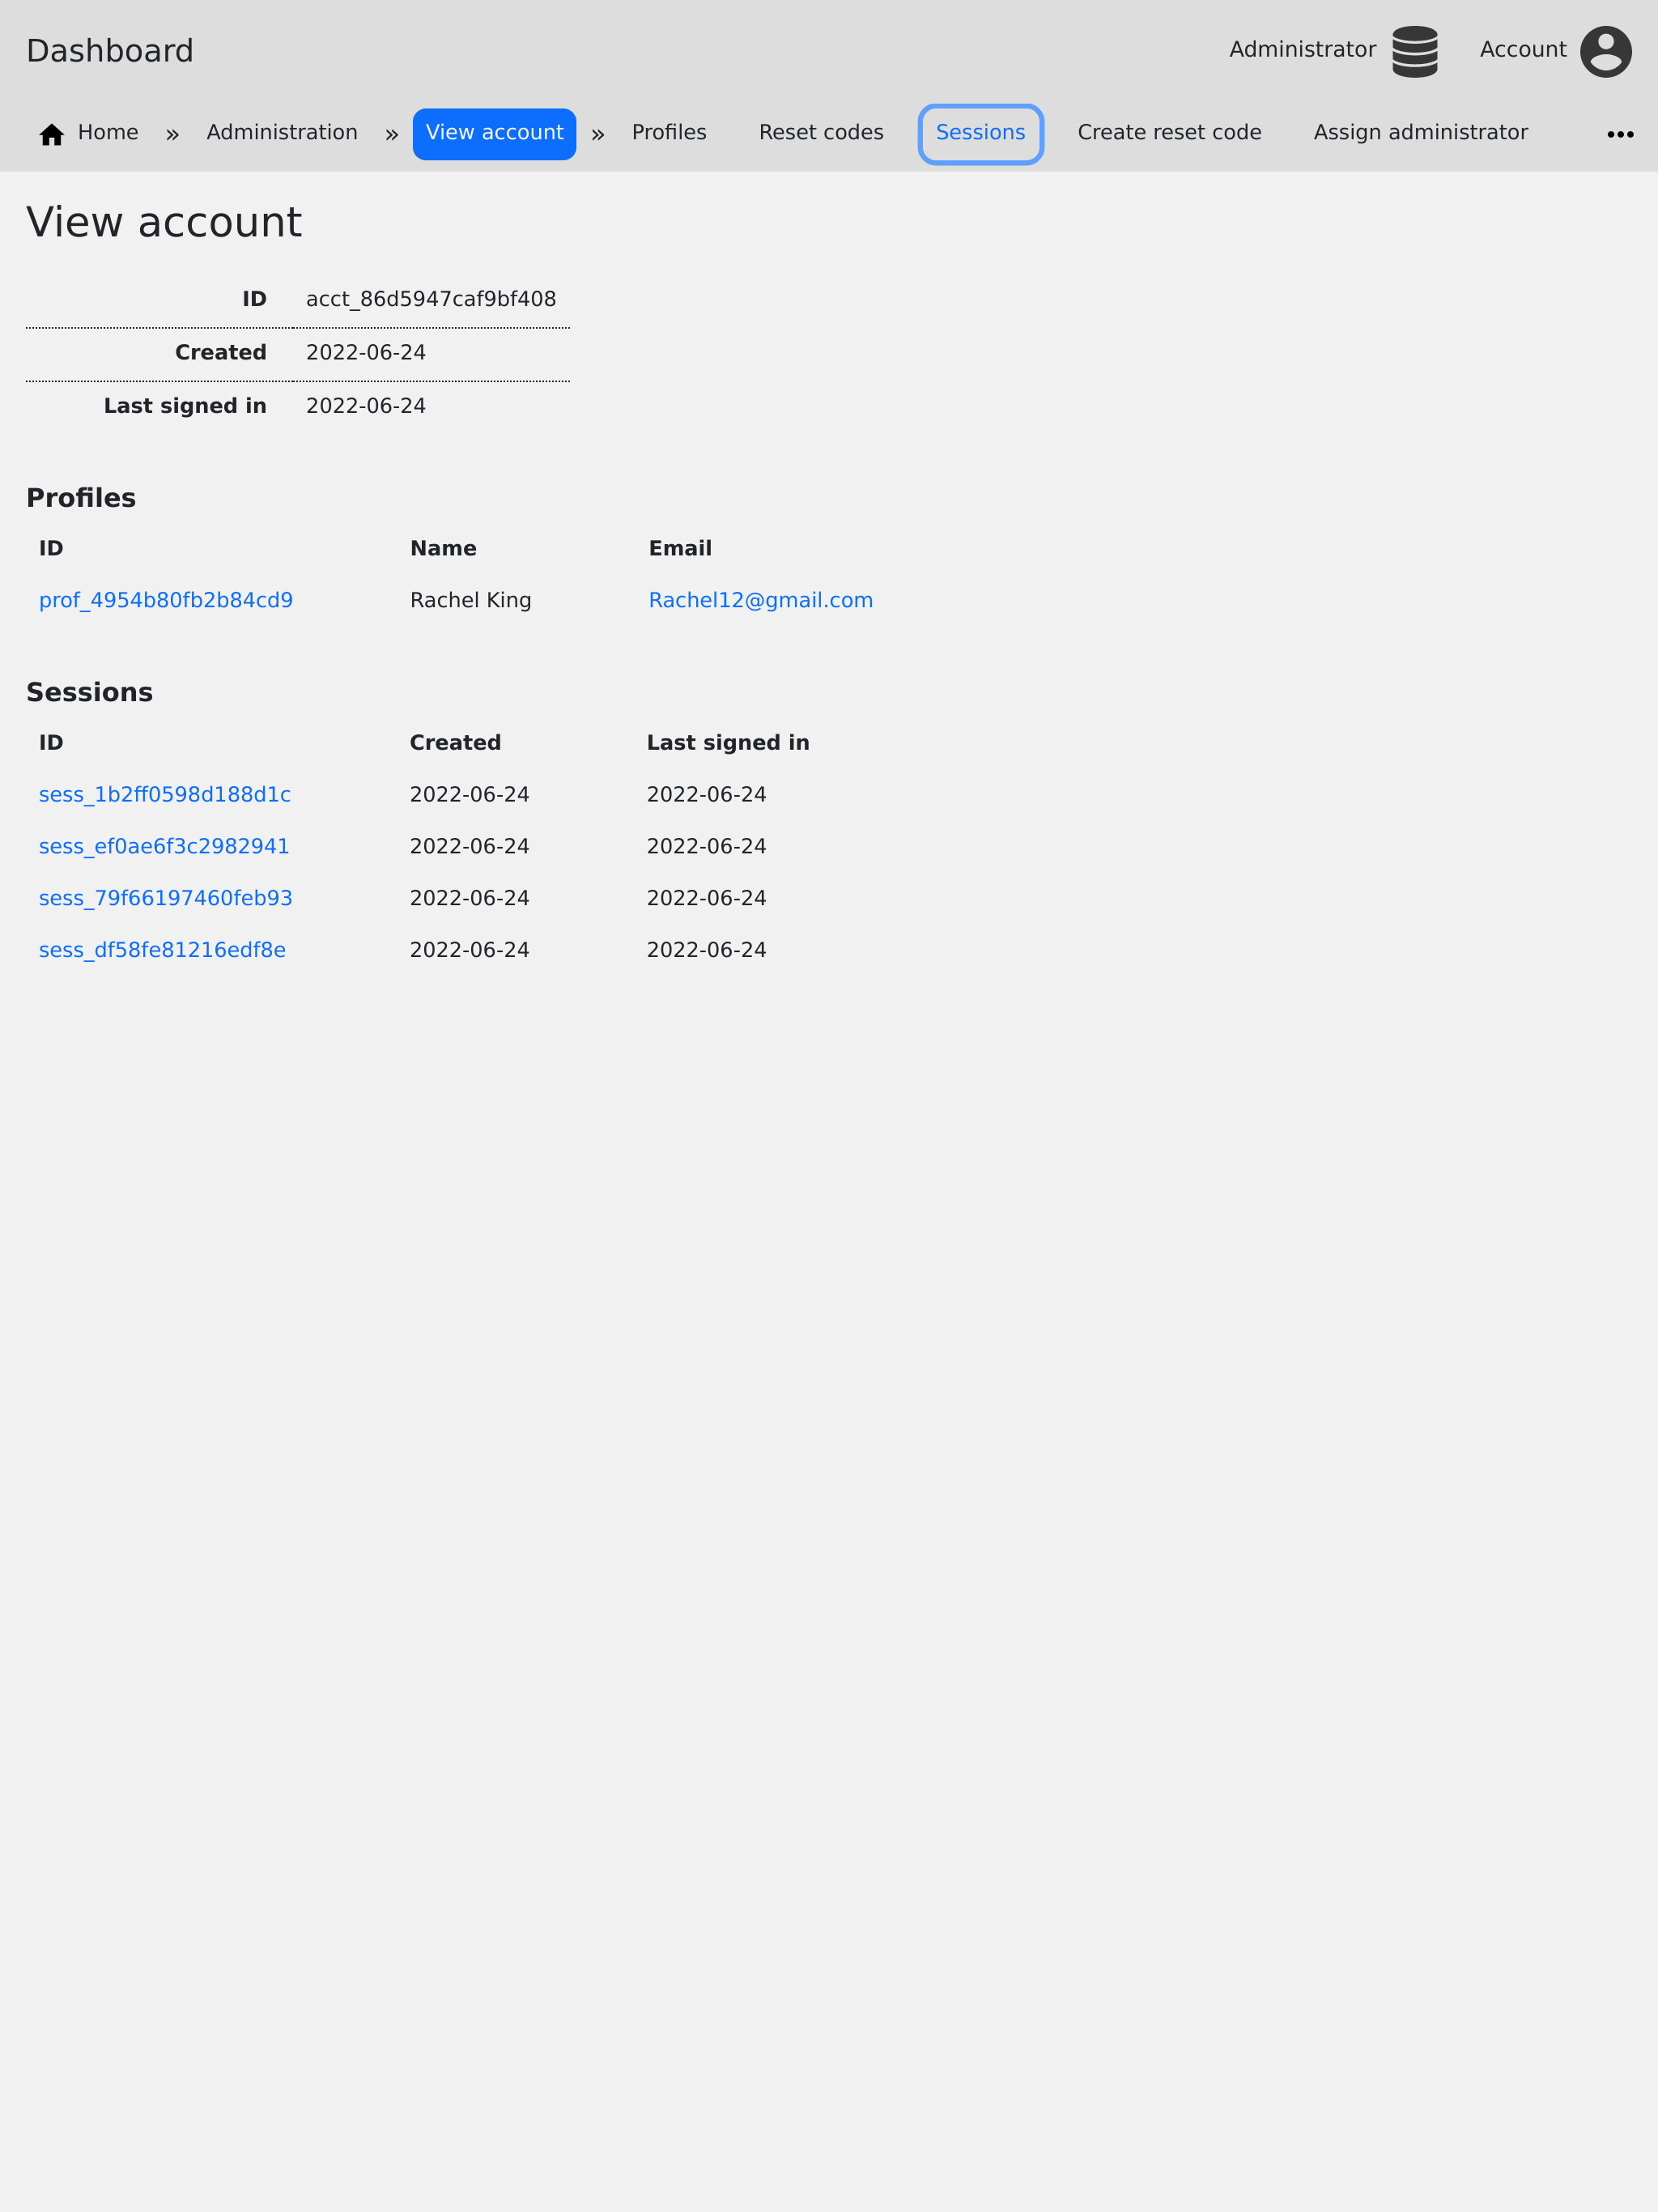 Dashboard
Administrator
Account
Home » Administration » View account » Profiles Reset codes Sessions Create reset code Assign administrator •••
View account
ID acct_86d5947caf9bf408
Created 2022-06-24
Last signed in 2022-06-24
Profiles
ID Name Email
prof_4954b80fb2b84cd9 Rachel King Rachel12@gmail.com
Sessions
ID Created Last signed in
sess_1b2ff0598d188d1c 2022-06-24 2022-06-24
sess_ef0ae6f3c2982941 2022-06-24 2022-06-24
sess_79f66197460feb93 2022-06-24 2022-06-24
sess_df58fe81216edf8e 2022-06-24 2022-06-24